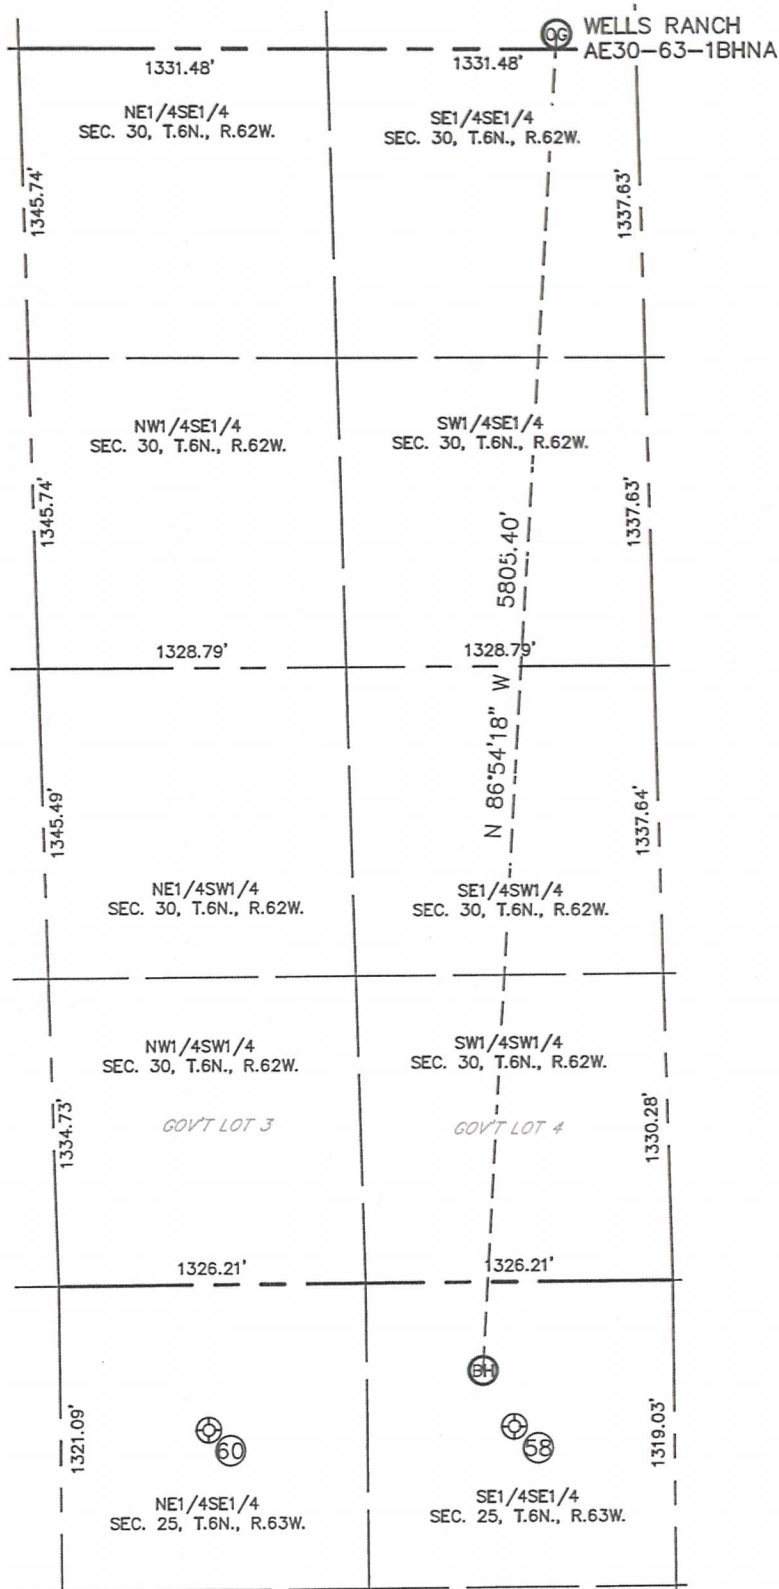 OG
WELLS RANCH
AE30-63-1BHNA
1331.48'
1331.48'
NE1/4SE1/4
SEC. 30, T.6N., R.62W.
SE1/4SE1/4
SEC. 30, T.6N., R.62W.
1345.74'
1337.63'
NW1/4SE1/4
SEC. 30, T.6N., R.62W.
SW1/4SE1/4
SEC. 30, T.6N., R.62W.
1345.74'
1337.63'
N 86°54'18" W 5805.40'
1328.79'
1328.79'
1345.49'
1337.64'
NE1/4SW1/4
SEC. 30, T.6N., R.62W.
SE1/4SW1/4
SEC. 30, T.6N., R.62W.
NW1/4SW1/4
SEC. 30, T.6N., R.62W.
SW1/4SW1/4
SEC. 30, T.6N., R.62W.
GOV'T LOT 3
GOV'T LOT 4
1334.73'
1330.28'
1326.21'
1326.21'
BH
1321.09'
1319.03'
60
58
NE1/4SE1/4
SEC. 25, T.6N., R.63W.
SE1/4SE1/4
SEC. 25, T.6N., R.63W.